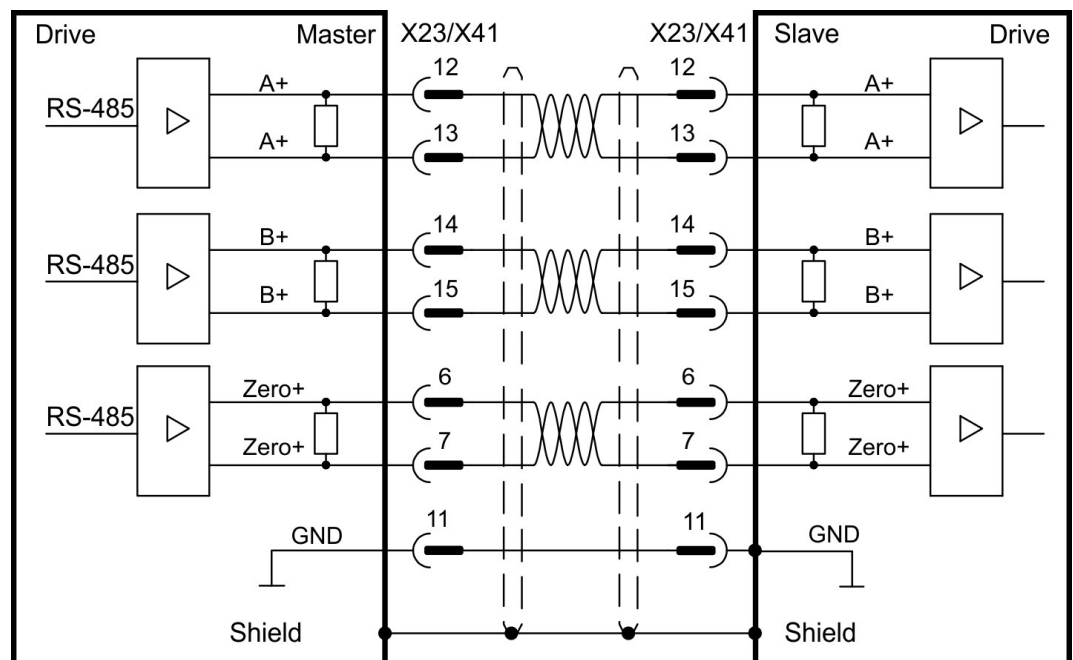 Drive Master X23/X41 X23/X41 Slave Drive
12 12
A+ A+
RS-485
13 13
A+ A+
14 14
B+ B+
RS-485
15 15
B+ B+
6 6
Zero+ Zero+
RS-485
7 7
Zero+ Zero+
11 11
GND GND
Shield Shield